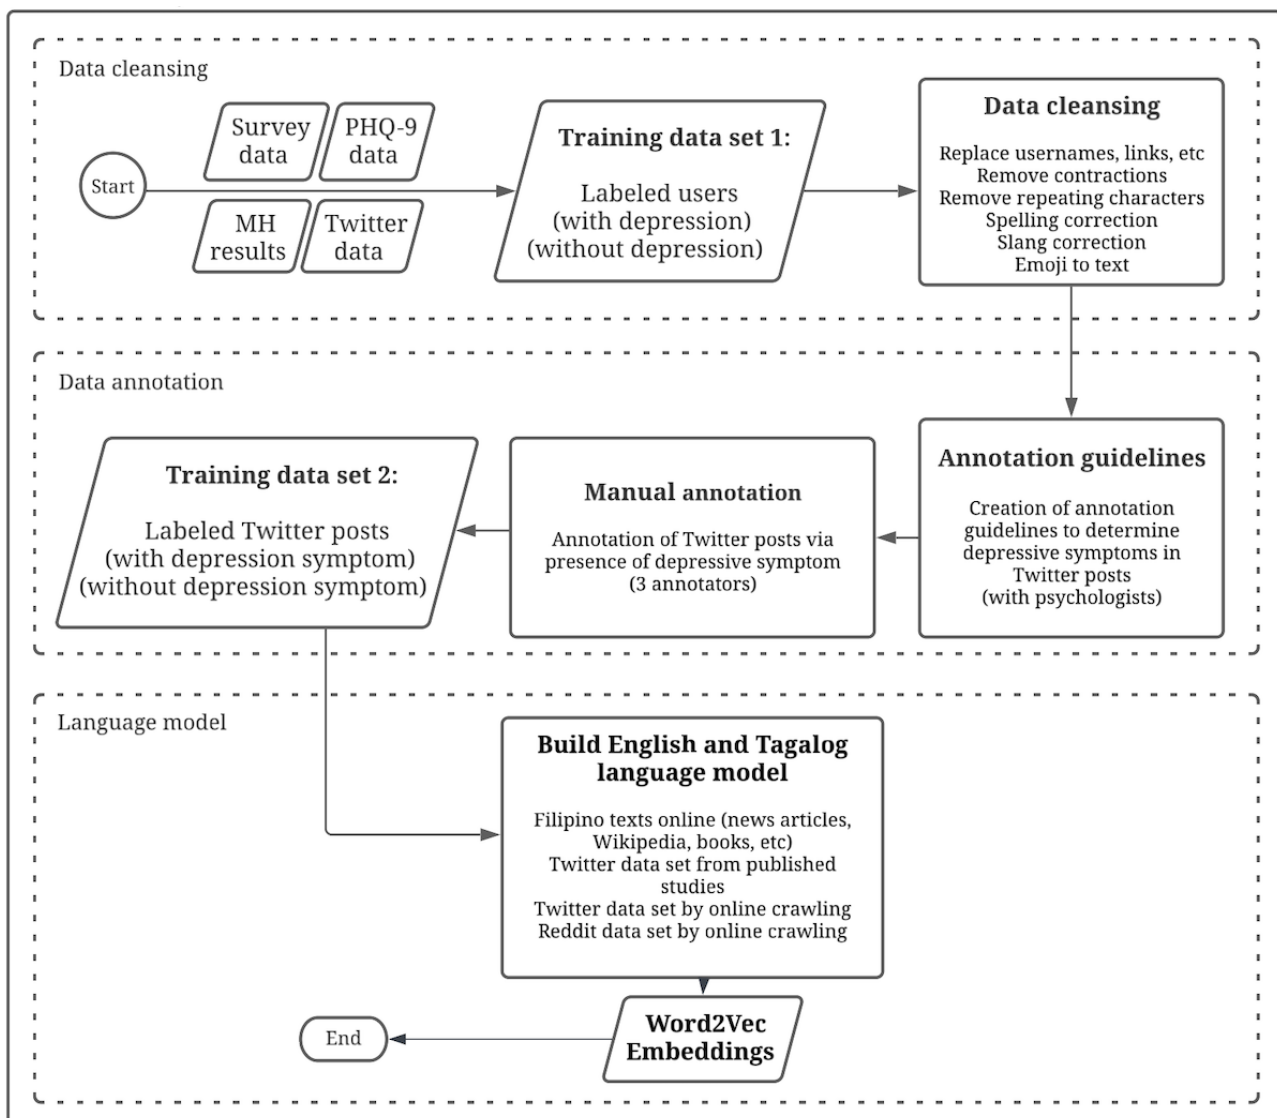 Data cleansing
Start
Survey
data
PHQ-9
data
MH
results
Twitter
data
Training data set 1:
Labeled users
(with depression)
(without depression)
Data cleansing
Replace usernames, links, etc
Remove contractions
Remove repeating characters
Spelling correction
Slang correction
Emoji to text
Data annotation
Annotation guidelines
Creation of annotation
guidelines to determine
depressive symptoms in
Twitter posts
(with psychologists)
Manual annotation
Annotation of Twitter posts via
presence of depressive symptom
(3 annotators)
Training data set 2:
Labeled Twitter posts
(with depression symptom)
(without depression symptom)
Language model
Build English and Tagalog
language model
Filipino texts online (news articles,
Wikipedia, books, etc)
Twitter data set from published
studies
Twitter data set by online crawling
Reddit data set by online crawling
Word2Vec
Embeddings
End